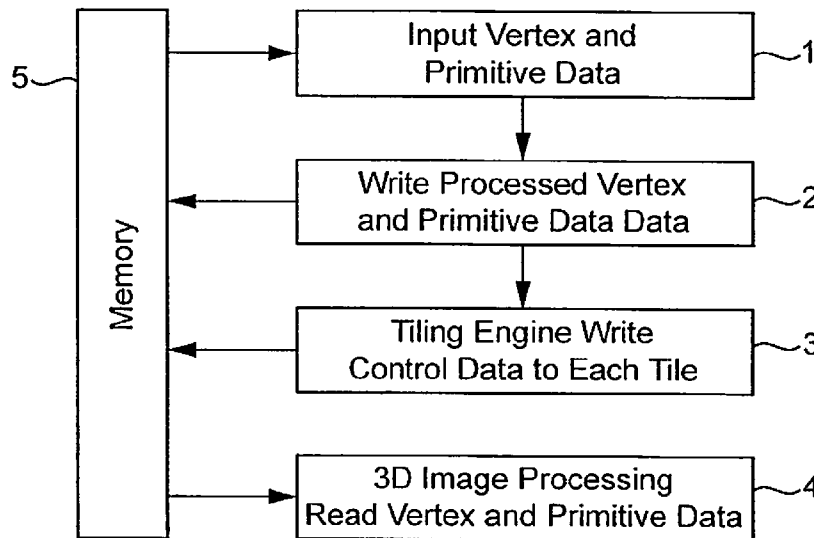 Input Vertex and
Primitive Data
1
5
Write Processed Vertex
and Primitive Data Data
2
Memory
Tiling Engine Write
Control Data to Each Tile
3
3D Image Processing
Read Vertex and Primitive Data
4